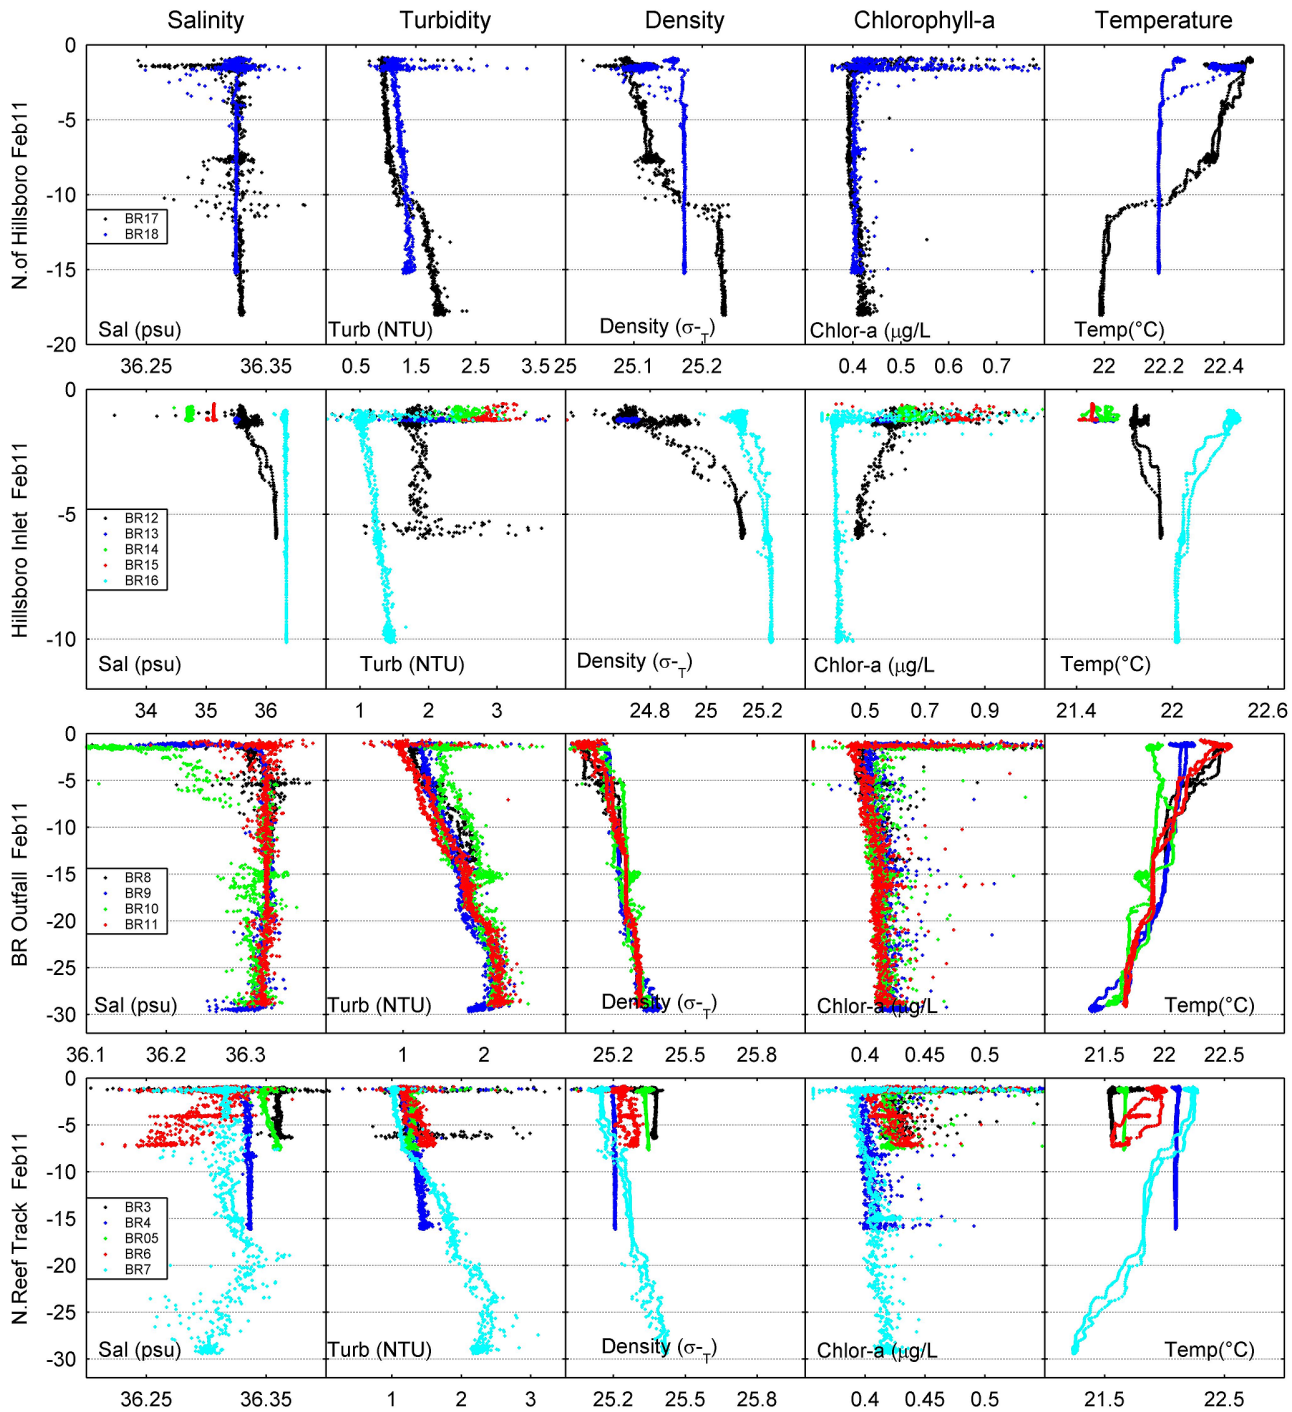 Salinity Turbidity Density Chlorophyll-a Temperature
N.of Hillsboro Feb11
0
-5
-10
-15
-20
BR17
BR18
Sal (psu) Turb (NTU) Density (σ-T) Chlor-a (μg/L Temp(°C)
36.25 36.35 0.5 1.5 2.5 3.5 25 25.1 25.2 0.4 0.5 0.6 0.7 22 22.2 22.4
Hillsboro Inlet Feb11
0
-5
-10
BR12
BR13
BR14
BR15
BR16
Sal (psu) Turb (NTU) Density (σ-T) Chlor-a (μg/L Temp(°C)
34 35 36 1 2 3 24.8 25 25.2 0.5 0.7 0.9 21.4 22 22.6
BR Outfall Feb11
0
-5
-10
-15
-20
-25
-30
BR8
BR9
BR10
BR11
Sal (psu) Turb (NTU) Density (σ-T) Chlor-a (μg/L Temp(°C)
36.1 36.2 36.3 1 2 25.2 25.5 25.8 0.4 0.45 0.5 21.5 22 22.5
N.Reef Track Feb11
0
-5
-10
-15
-20
-25
-30
BR3
BR4
BR05
BR6
BR7
Sal (psu) Turb (NTU) Density (σ-T) Chlor-a (μg/L Temp(°C)
36.25 36.35 1 2 3 25.2 25.5 25.8 0.4 0.45 0.5 21.5 22 22.5